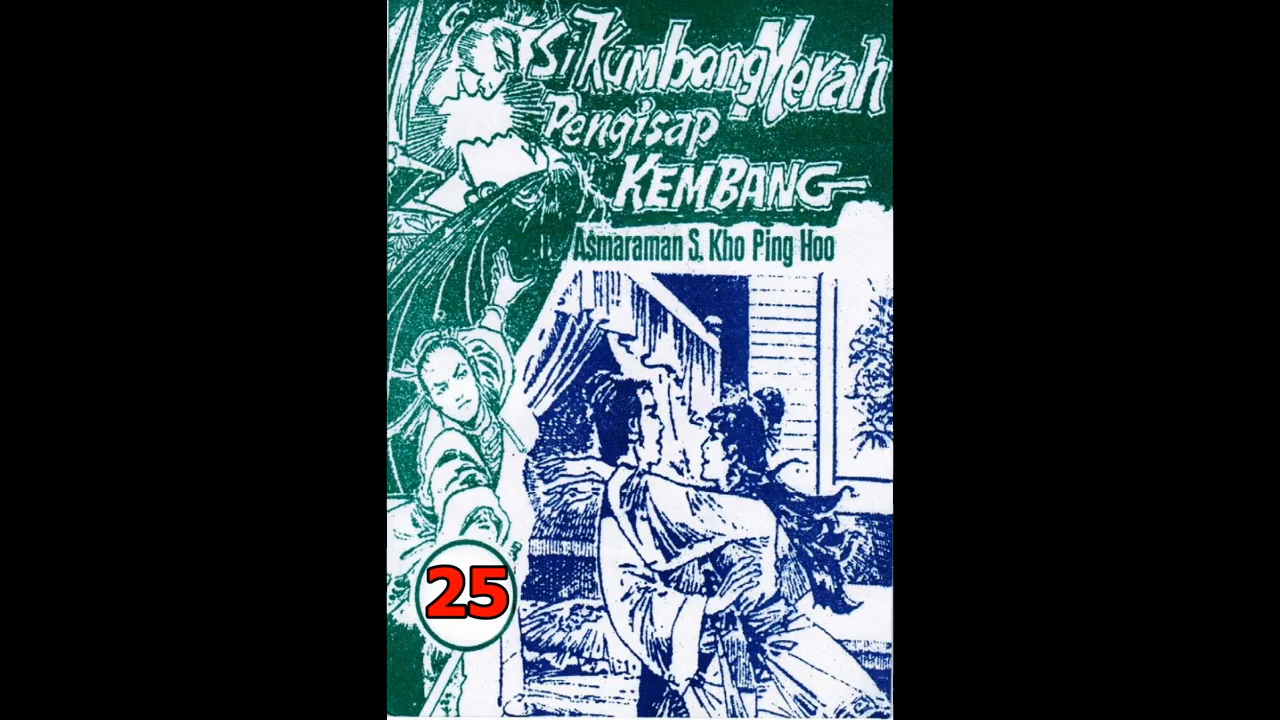 Si Kumbang Merah
Pengisap
KEMBANG
Asmaraman S. Kho Ping Hoo
25